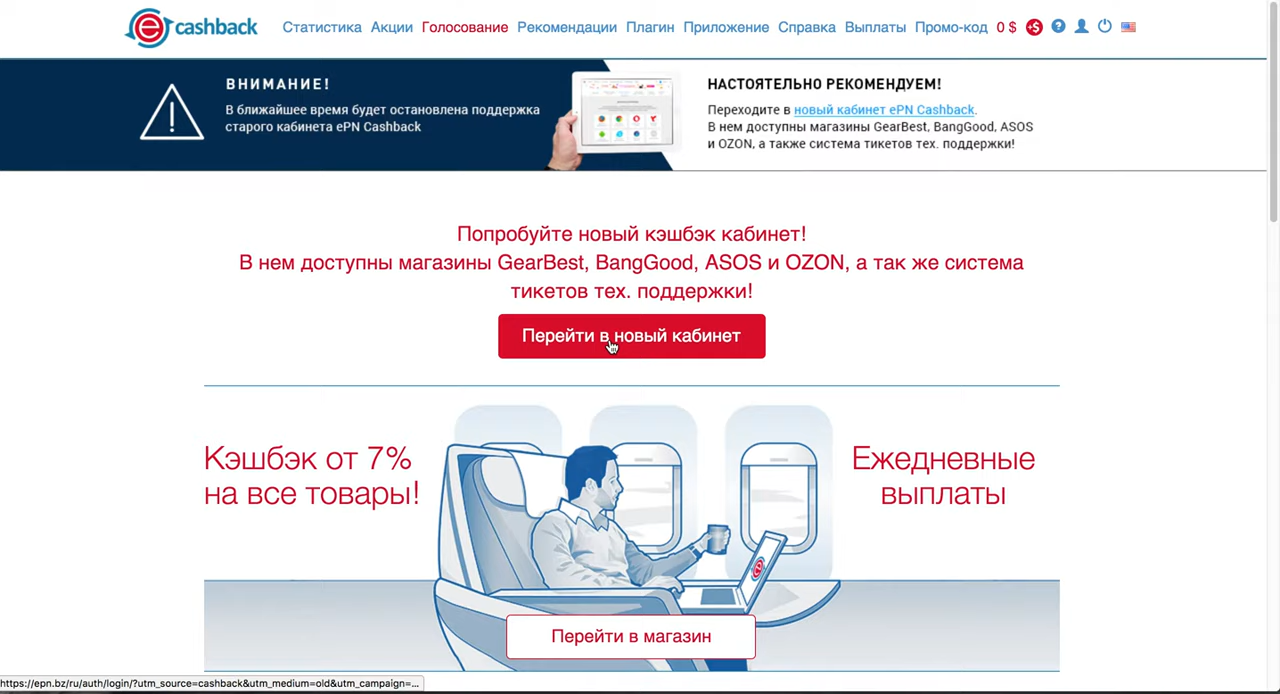 e cashback
Статистика Акции Голосование Рекомендации Плагин Приложение Справка Выплаты Промо-код 0 $ +$ ?
ВНИМАНИЕ!
В ближайшее время будет остановлена поддержка
старого кабинета ePN Cashback
НАСТОЯТЕЛЬНО РЕКОМЕНДУЕМ!
Переходите в новый кабинет ePN Cashback.
В нем доступны магазины GearBest, BangGood, ASOS
и OZON, а также система тикетов тех. поддержки!
Попробуйте новый кэшбэк кабинет!
В нем доступны магазины GearBest, BangGood, ASOS и OZON, а так же система
тикетов тех. поддержки!
Перейти в новый кабинет
Кэшбэк от 7%
на все товары!
Ежедневные
выплаты
e
Перейти в магазин
https://epn.bz/ru/auth/login/?utm_source=cashback&utm_medium=old&utm_campaign=...